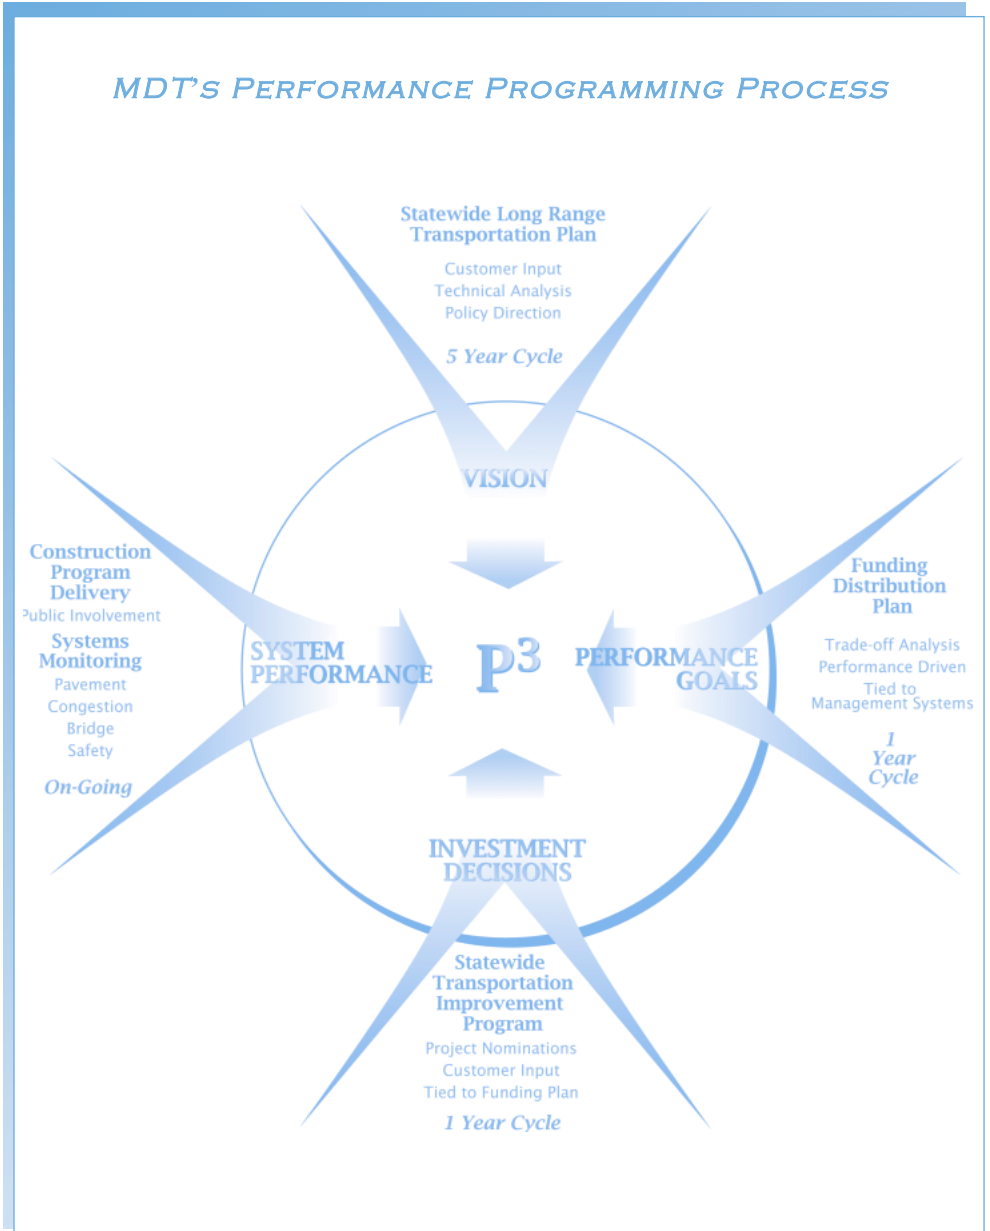 MDT's Performance Programming Process
Statewide Long Range
Transportation Plan
Customer Input
Technical Analysis
Policy Direction
5 Year Cycle
VISION
Construction
Program
Delivery
Public Involvement
Systems
Monitoring
Pavement
Congestion
Bridge
Safety
On-Going
SYSTEM
PERFORMANCE
P³
PERFORMANCE
GOALS
Funding
Distribution
Plan
Trade-off Analysis
Performance Driven
Tied to
Management Systems
1
Year
Cycle
INVESTMENT
DECISIONS
Statewide
Transportation
Improvement
Program
Project Nominations
Customer Input
Tied to Funding Plan
1 Year Cycle